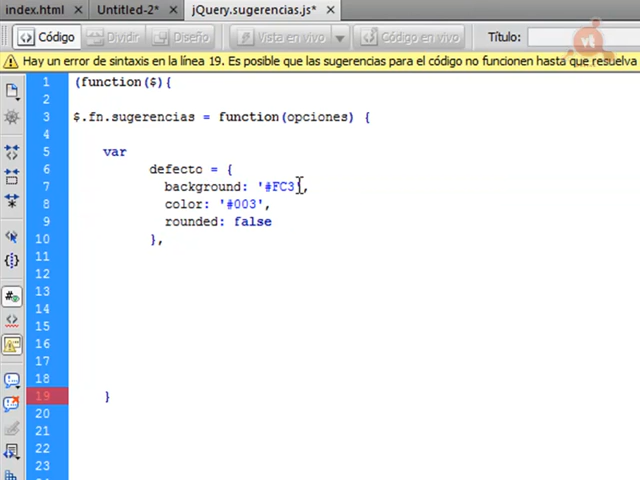 index.html × Untitled-2* × jQuery.sugerencias.js* ×
Código Dividir Diseño Vista en vivo Código en vivo Título:
Hay un error de sintaxis en la línea 19. Es posible que las sugerencias para el código no funcionen hasta que resuelva
1 (function($){
2
3 $.fn.sugerencias = function(opciones) {
4
5 var
6 defecto = {
7 background: '#FC3',
8 color: '#003',
9 rounded: false
10 },
11
12
13
14
15
16
17
18
19 }
20
21
22
23